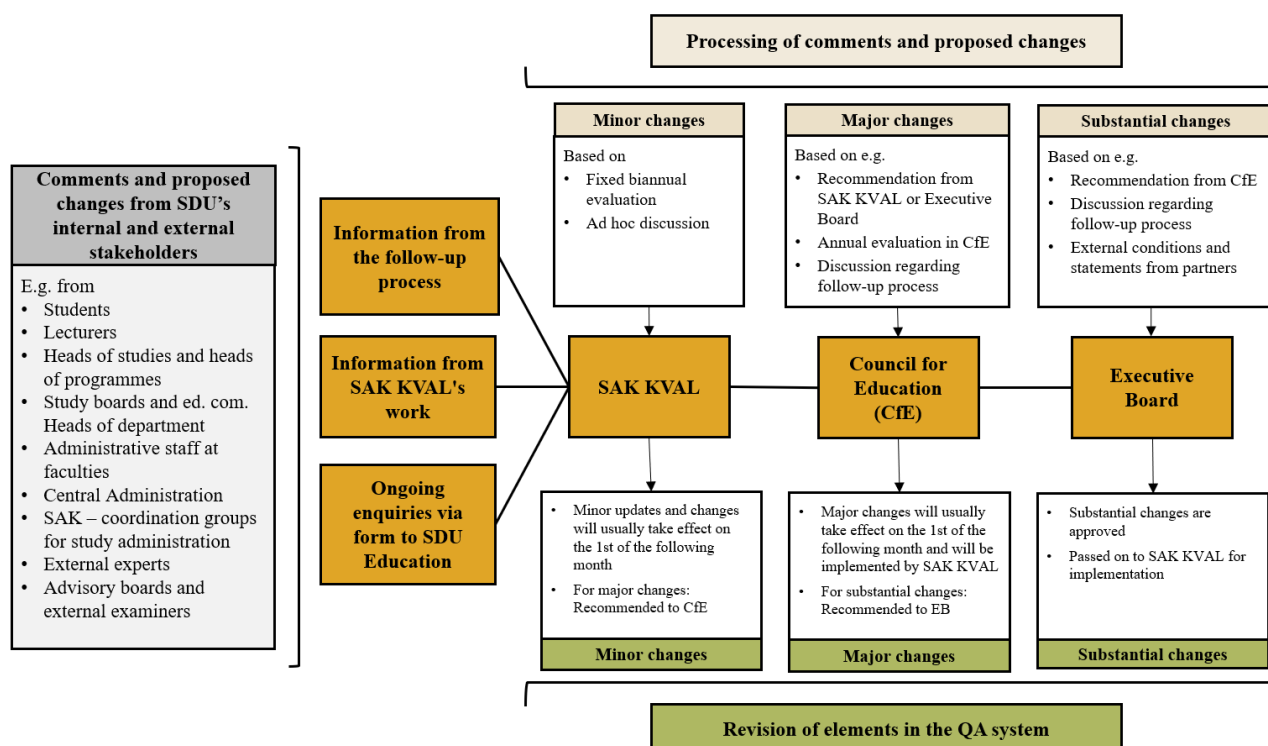 Processing of comments and proposed changes
Comments and proposed
changes from SDU's
internal and external
stakeholders
E.g. from
• Students
• Lecturers
• Heads of studies and heads
of programmes
• Study boards and ed. com.
Heads of department
• Administrative staff at
faculties
• Central Administration
• SAK – coordination groups
for study administration
• External experts
• Advisory boards and
external examiners
Information from
the follow-up
process
Information from
SAK KVAL's
work
Ongoing
enquiries via
form to SDU
Education
Minor changes
Based on
• Fixed biannual
evaluation
• Ad hoc discussion
SAK KVAL
• Minor updates and changes
will usually take effect on
the 1st of the following
month
• For major changes:
Recommended to CfE
Minor changes
Major changes
Based on e.g.
• Recommendation from
SAK KVAL or Executive
Board
• Annual evaluation in CfE
• Discussion regarding
follow-up process
Council for
Education
(CfE)
• Major changes will usually
take effect on the 1st of the
following month and will be
implemented by SAK KVAL
• For substantial changes:
Recommended to EB
Major changes
Substantial changes
Based on e.g.
• Recommendation from CfE
• Discussion regarding
follow-up process
• External conditions and
statements from partners
Executive
Board
• Substantial changes are
approved
• Passed on to SAK KVAL for
implementation
Substantial changes
Revision of elements in the QA system